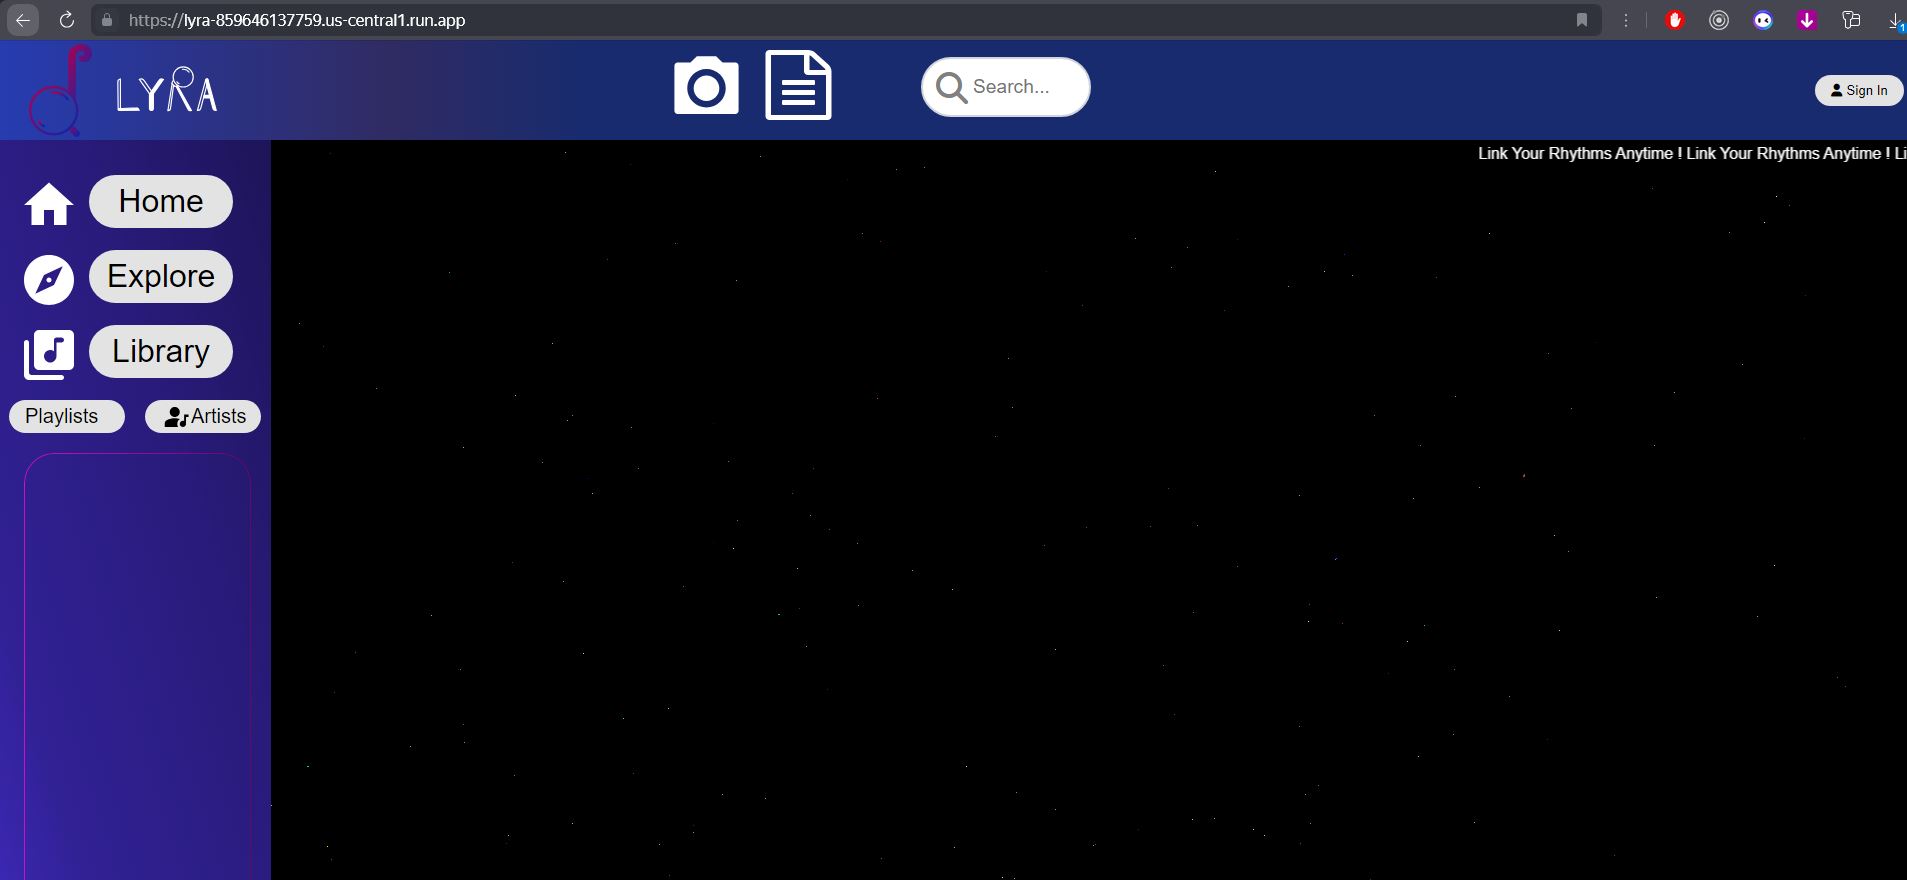 https://lyra-859646137759.us-central1.run.app
1
LYRA
Search...
Sign In
Link Your Rhythms Anytime ! Link Your Rhythms Anytime ! Li
Home
Explore
Library
Playlists
Artists